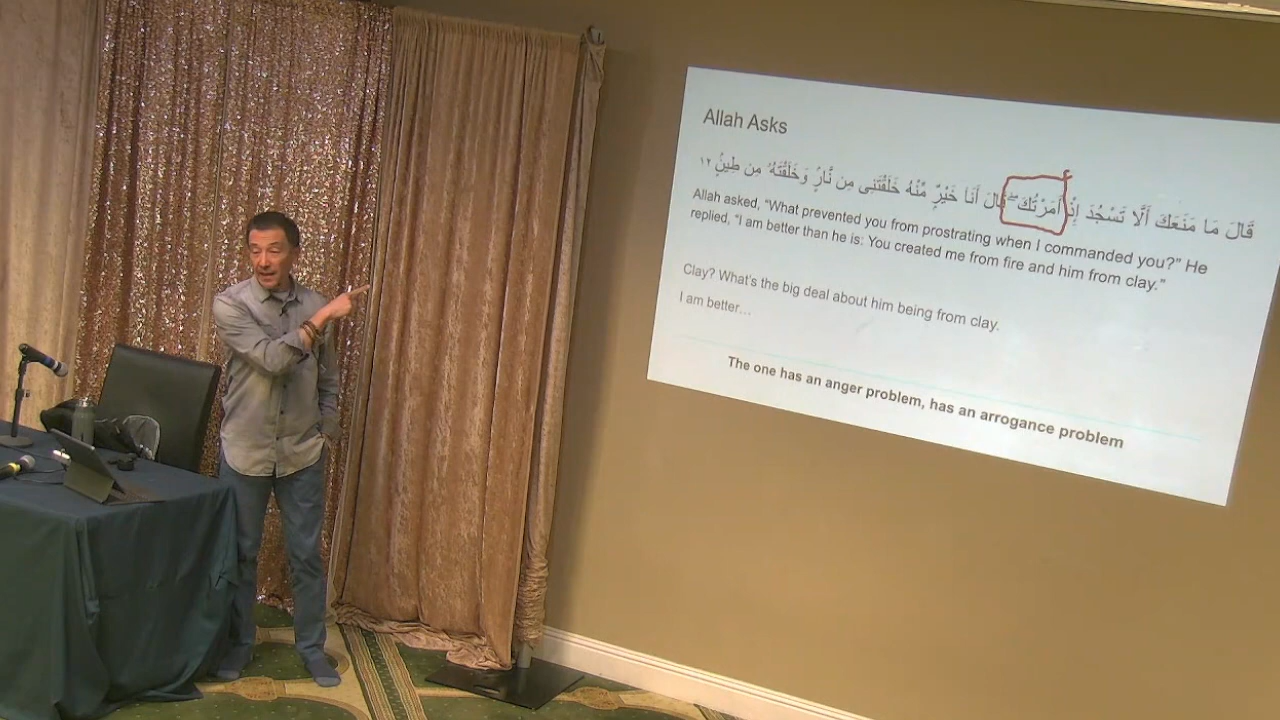 Allah Asks
قَالَ مَا مَنَعَكَ أَلَّا تَسْجُدَ إِذْ أَمَرْتُكَ ۖ قَالَ أَنَا خَيْرٌ مِّنْهُ خَلَقْتَنِى مِن نَّارٍ وَخَلَقْتَهُۥ مِن طِينٍ ١٢
Allah asked, “What prevented you from prostrating when I commanded you?” He
replied, “I am better than he is: You created me from fire and him from clay.”
Clay? What’s the big deal about him being from clay.
I am better…
The one has an anger problem, has an arrogance problem